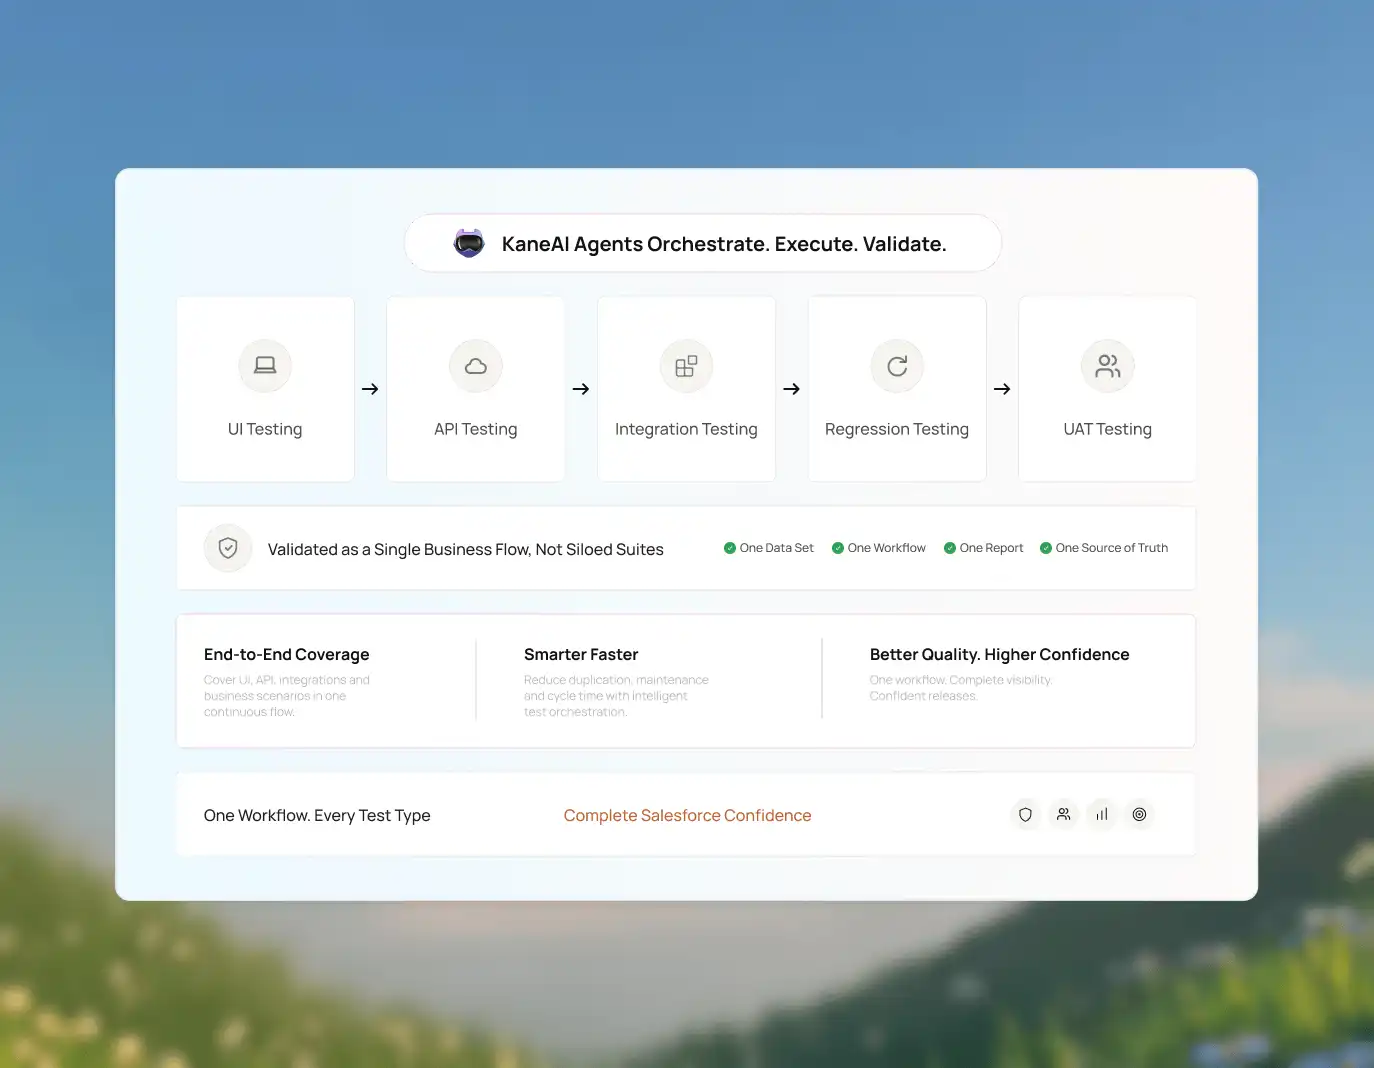 KaneAI Agents Orchestrate. Execute. Validate.
UI Testing
API Testing
Integration Testing
Regression Testing
UAT Testing
Validated as a Single Business Flow, Not Siloed Suites
One Data Set
One Workflow
One Report
One Source of Truth
End-to-End Coverage
Cover UI, API, integrations and
business scenarios in one
continuous flow.
Smarter Faster
Reduce duplication, maintenance
and cycle time with intelligent
test orchestration.
Better Quality. Higher Confidence
One workflow. Complete visibility.
Confident releases.
One Workflow. Every Test Type
Complete Salesforce Confidence